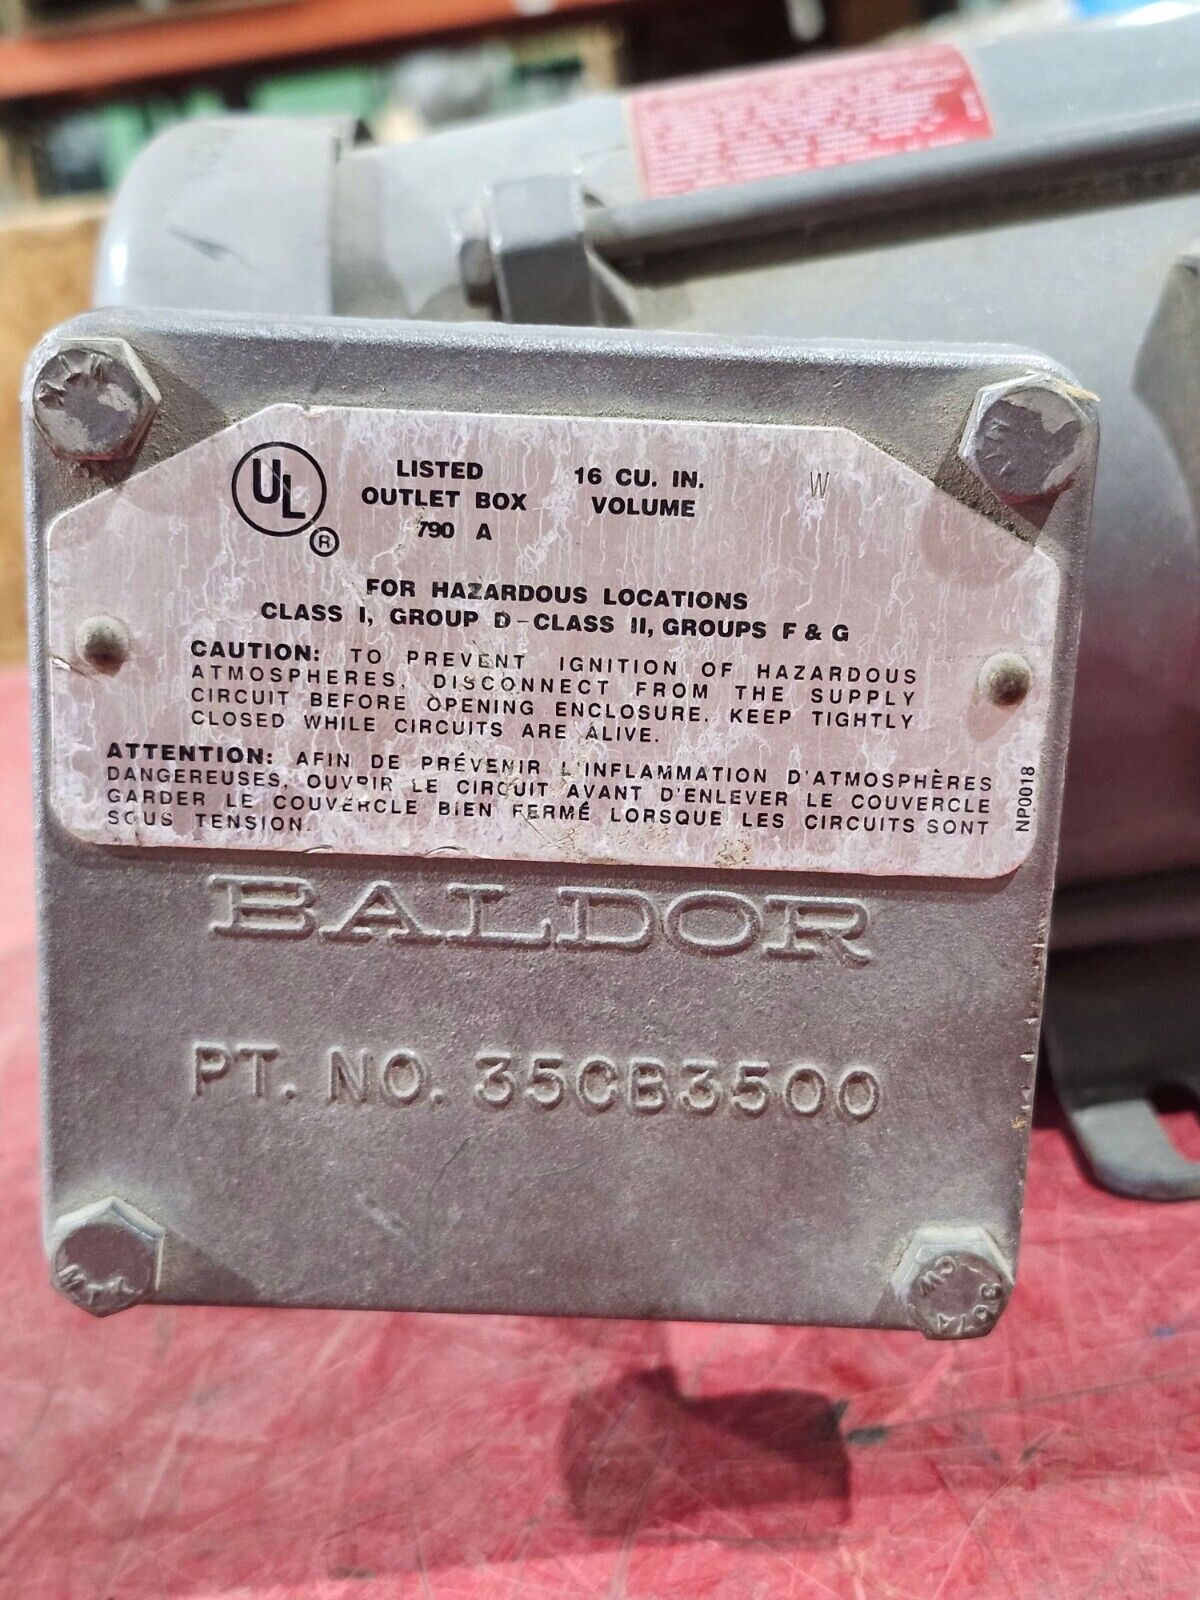 UL
®
LISTED
OUTLET BOX
790 A
16 CU. IN.
VOLUME
W
FOR HAZARDOUS LOCATIONS
CLASS I, GROUP D-CLASS II, GROUPS F & G
CAUTION: TO PREVENT IGNITION OF HAZARDOUS
ATMOSPHERES, DISCONNECT FROM THE SUPPLY
CIRCUIT BEFORE OPENING ENCLOSURE. KEEP TIGHTLY
CLOSED WHILE CIRCUITS ARE ALIVE.
ATTENTION: AFIN DE PRÉVENIR L'INFLAMMATION D'ATMOSPHÈRES
DANGEREUSES, OUVRIR LE CIRCUIT AVANT D'ENLEVER LE COUVERCLE
GARDER LE COUVERCLE BIEN FERMÉ LORSQUE LES CIRCUITS SONT
SOUS TENSION.
NP0018
BALDOR
PT. NO. 35CB3500